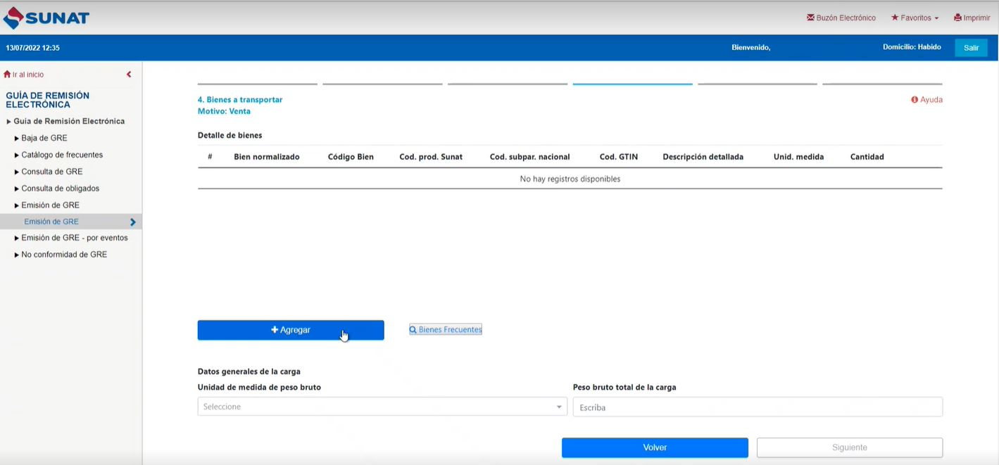 SUNAT
Buzón Electrónico Favoritos Imprimir
13/07/2022 12:35 Bienvenido, Domicilio: Habido Salir
Ir al inicio
GUÍA DE REMISIÓN
ELECTRÓNICA
Guía de Remisión Electrónica
Baja de GRE
Catálogo de frecuentes
Consulta de GRE
Consulta de obligados
Emisión de GRE
Emisión de GRE
Emisión de GRE - por eventos
No conformidad de GRE
4. Bienes a transportar
Motivo: Venta
Ayuda
Detalle de bienes
# Bien normalizado Código Bien Cod. prod. Sunat Cod. subpar. nacional Cod. GTIN Descripción detallada Unid. medida Cantidad
No hay registros disponibles
+ Agregar Bienes Frecuentes
Datos generales de la carga
Unidad de medida de peso bruto Peso bruto total de la carga
Seleccione Escriba
Volver Siguiente